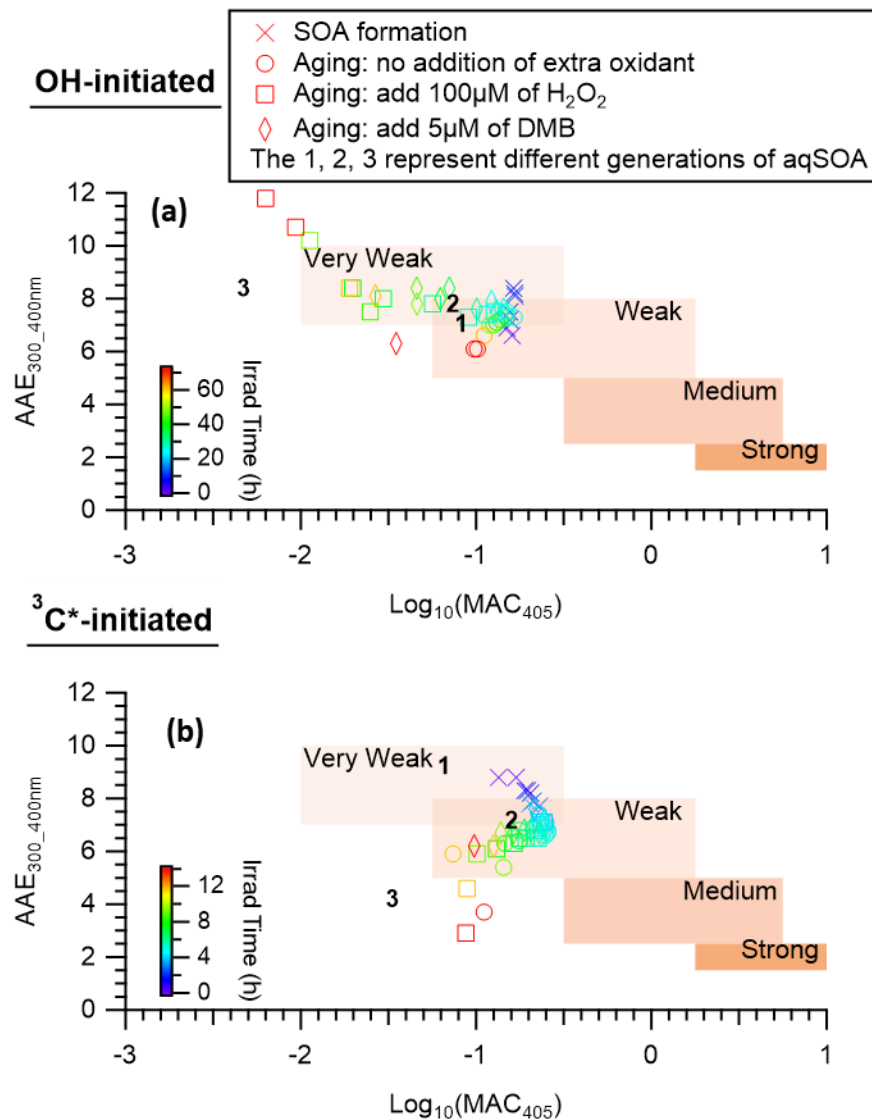 OH-initiated
SOA formation
Aging: no addition of extra oxidant
Aging: add 100µM of H₂O₂
Aging: add 5µM of DMB
The 1, 2, 3 represent different generations of aqSOA
12
10
8
6
4
2
0
AAE300_400nm
(a)
Very Weak
Weak
Medium
Strong
3
2
1
60
40
20
0
Irrad Time (h)
-3
-2
-1
0
1
Log₁₀(MAC₄₀₅)
³C*-initiated
12
10
8
6
4
2
0
AAE300_400nm
(b)
Very Weak
1
Weak
2
Medium
3
Strong
12
8
4
0
Irrad Time (h)
-3
-2
-1
0
1
Log₁₀(MAC₄₀₅)